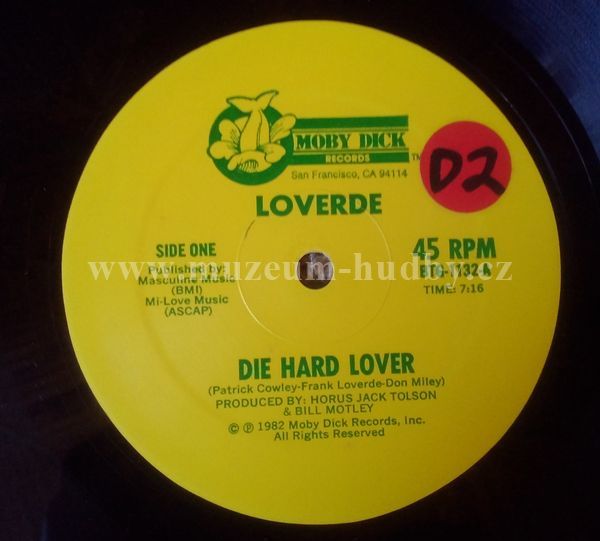 MOBY DICK
RECORDS
TM
San Francisco, CA 94114
D2
LOVERDE
SIDE ONE
Published by:
Masculine Music
(BMI)
Mi-Love Music
(ASCAP)
45 RPM
BTG-1132-A
TIME: 7:16
www.muzeum-hudby.cz
DIE HARD LOVER
(Patrick Cowley-Frank Loverde-Don Miley)
PRODUCED BY: HORUS JACK TOLSON
& BILL MOTLEY
© ℗ 1982 Moby Dick Records, Inc.
All Rights Reserved